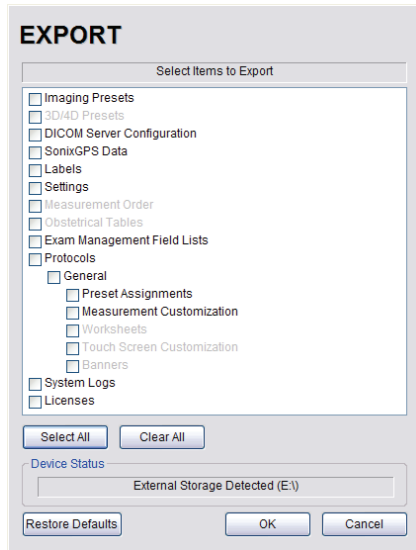 EXPORT
Select Items to Export
Imaging Presets
3D/4D Presets
DICOM Server Configuration
SonixGPS Data
Labels
Settings
Measurement Order
Obstetrical Tables
Exam Management Field Lists
Protocols
General
Preset Assignments
Measurement Customization
Worksheets
Touch Screen Customization
Banners
System Logs
Licenses
Select All Clear All
Device Status
External Storage Detected (E:\)
Restore Defaults OK Cancel